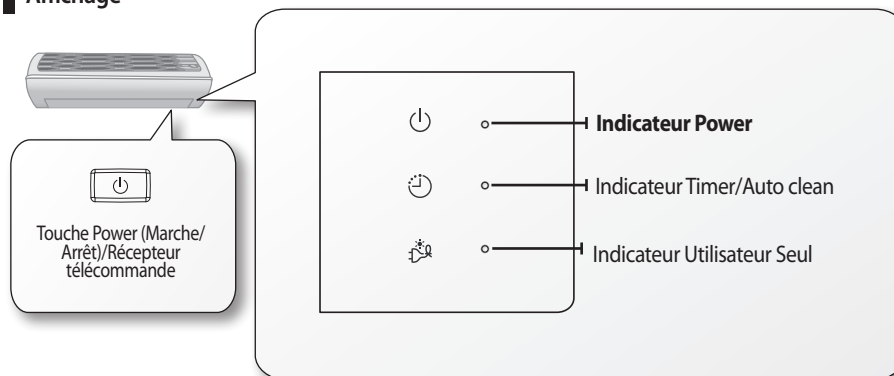 Affichage
Indicateur Power
Indicateur Timer/Auto clean
Indicateur Utilisateur Seul
Touche Power (Marche/
Arrêt)/Récepteur
télécommande